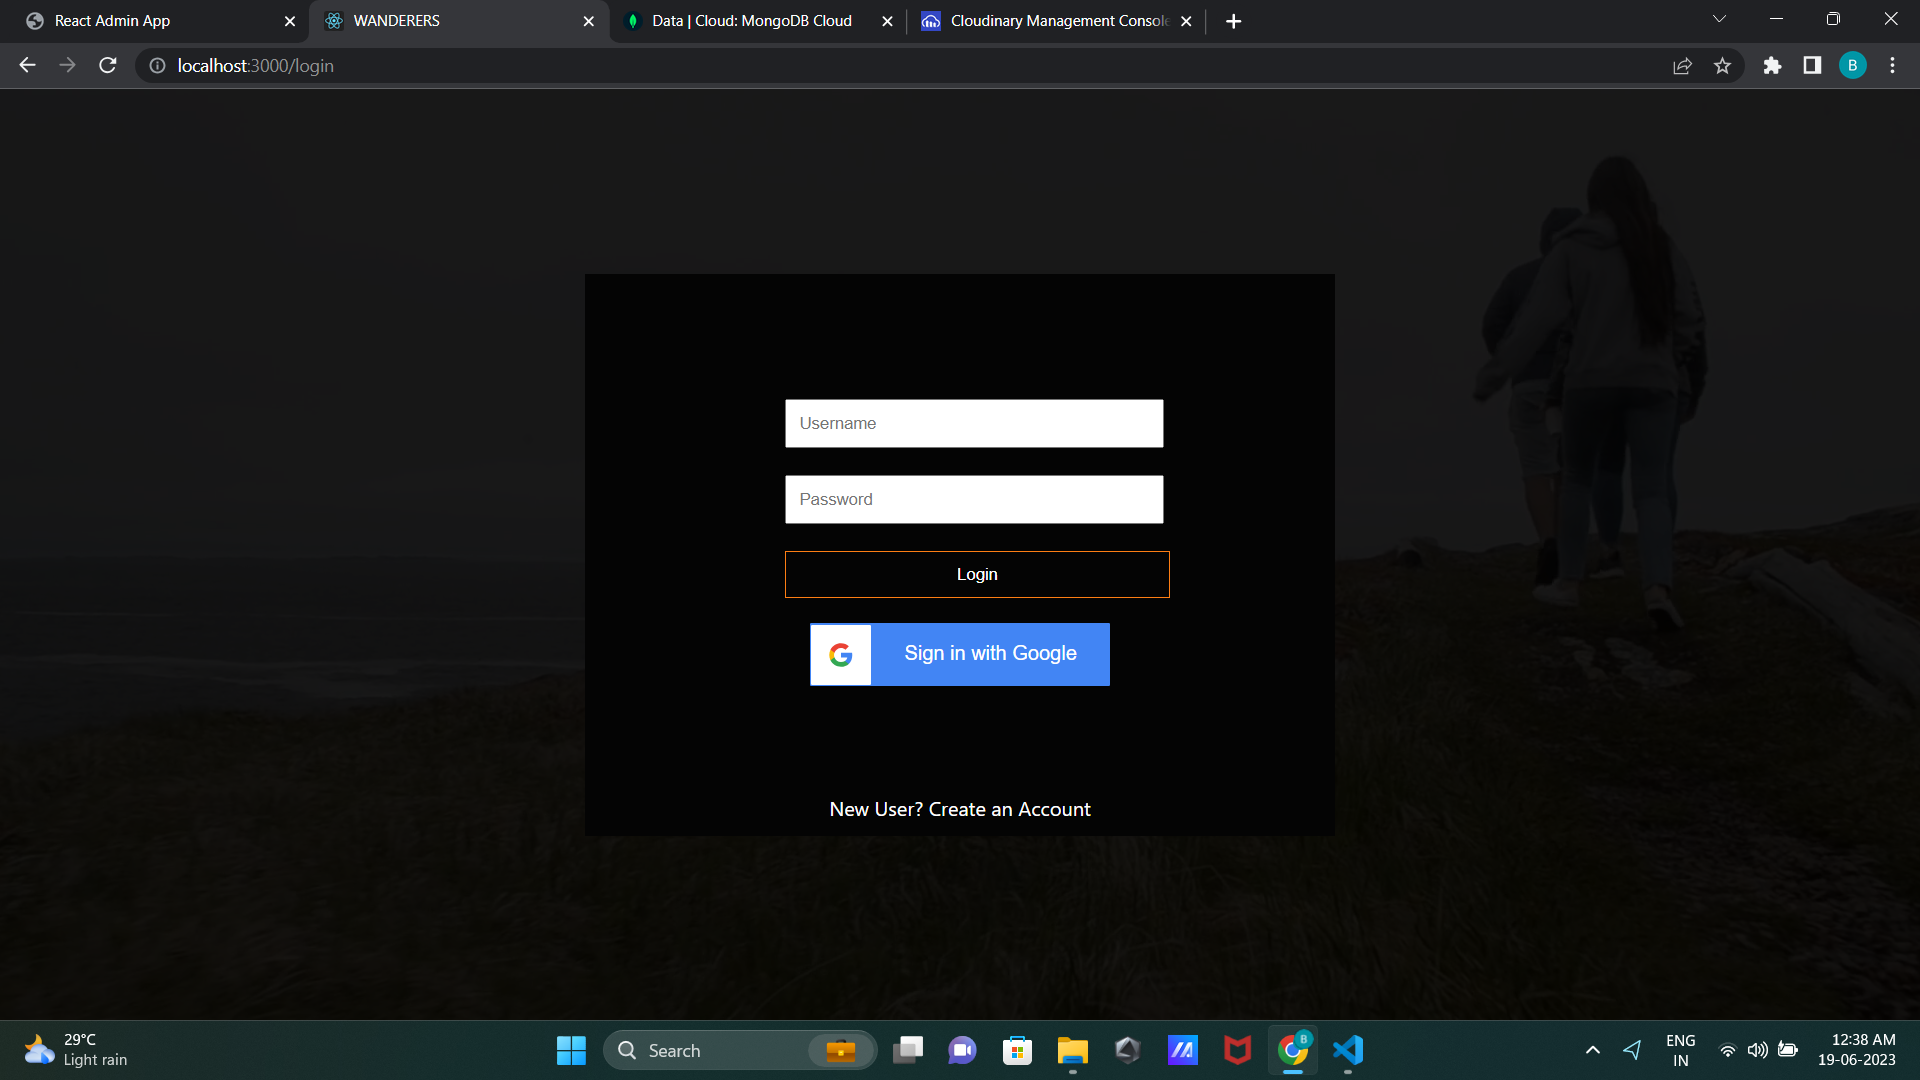 React Admin App
WANDERERS
Data | Cloud: MongoDB Cloud
Cloudinary Management Console
localhost:3000/login
B
Username
Password
Login
G
Sign in with Google
New User? Create an Account
29°C
Light rain
Search
B
ENG
IN
12:38 AM
19-06-2023